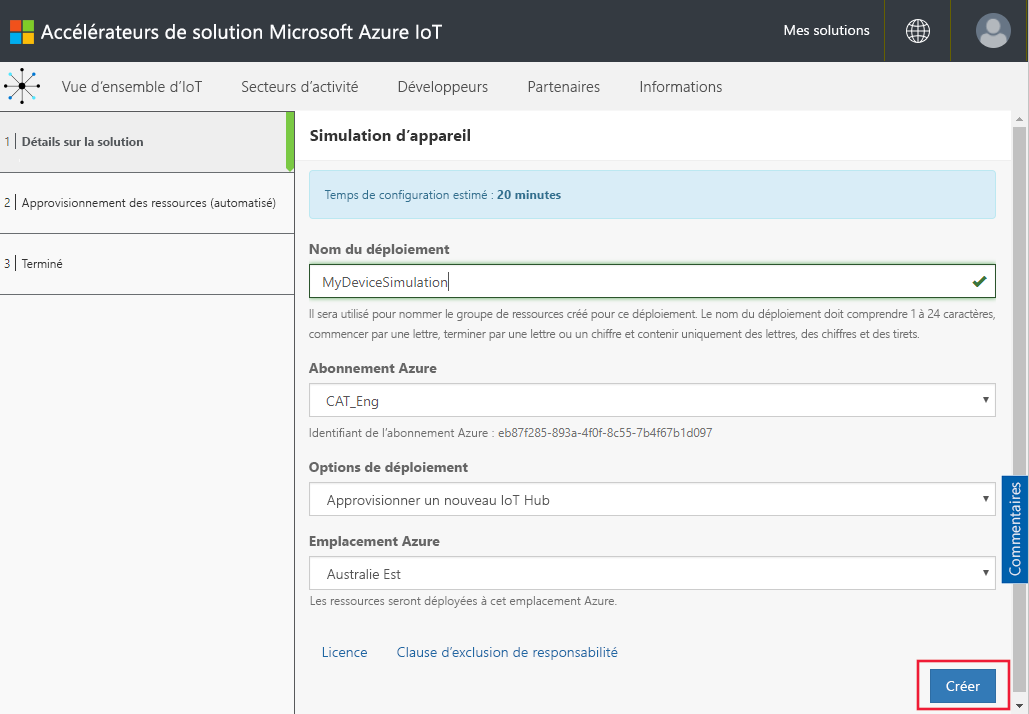 Accélérateurs de solution Microsoft Azure IoT
Mes solutions
Vue d’ensemble d’IoT
Secteurs d’activité
Développeurs
Partenaires
Informations
1 Détails sur la solution
2 Approvisionnement des ressources (automatisé)
3 Terminé
Simulation d’appareil
Temps de configuration estimé : 20 minutes
Nom du déploiement
MyDeviceSimulation
Il sera utilisé pour nommer le groupe de ressources créé pour ce déploiement. Le nom du déploiement doit comprendre 1 à 24 caractères,
commencer par une lettre, terminer par une lettre ou un chiffre et contenir uniquement des lettres, des chiffres et des tirets.
Abonnement Azure
CAT_Eng
Identifiant de l’abonnement Azure : eb87f285-893a-4f0f-8c55-7b4f67b1d097
Options de déploiement
Approvisionner un nouveau IoT Hub
Emplacement Azure
Australie Est
Les ressources seront déployées à cet emplacement Azure.
Licence
Clause d’exclusion de responsabilité
Créer
Commentaires